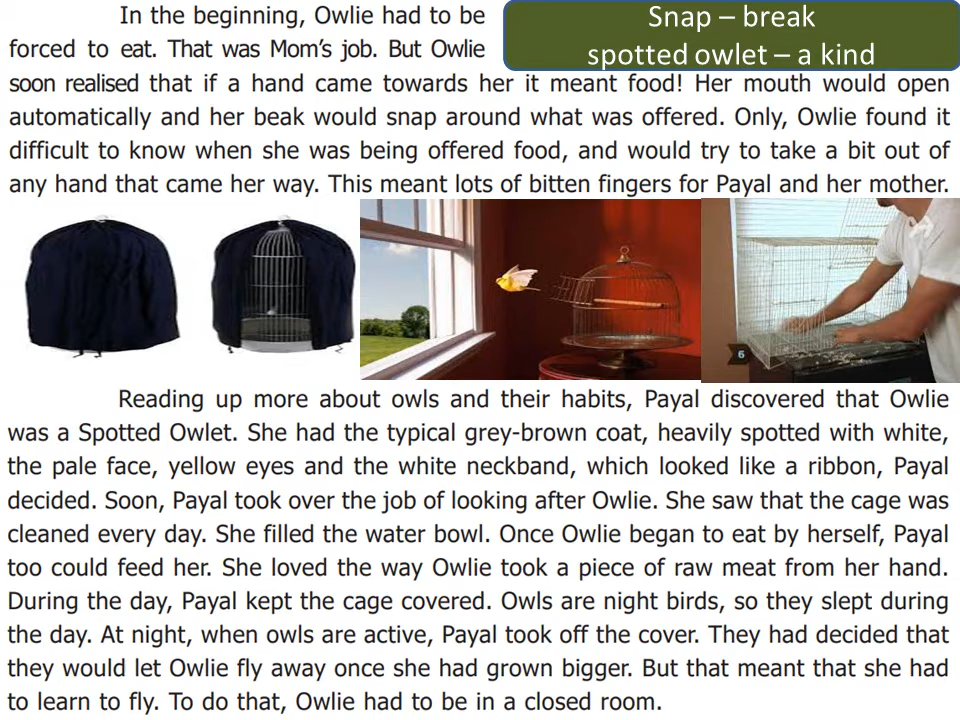 In the beginning, Owlie had to be
forced to eat. That was Mom's job. But Owlie
Snap – break
spotted owlet – a kind
soon realised that if a hand came towards her it meant food! Her mouth would open
automatically and her beak would snap around what was offered. Only, Owlie found it
difficult to know when she was being offered food, and would try to take a bit out of
any hand that came her way. This meant lots of bitten fingers for Payal and her mother.
6
Reading up more about owls and their habits, Payal discovered that Owlie
was a Spotted Owlet. She had the typical grey-brown coat, heavily spotted with white,
the pale face, yellow eyes and the white neckband, which looked like a ribbon, Payal
decided. Soon, Payal took over the job of looking after Owlie. She saw that the cage was
cleaned every day. She filled the water bowl. Once Owlie began to eat by herself, Payal
too could feed her. She loved the way Owlie took a piece of raw meat from her hand.
During the day, Payal kept the cage covered. Owls are night birds, so they slept during
the day. At night, when owls are active, Payal took off the cover. They had decided that
they would let Owlie fly away once she had grown bigger. But that meant that she had
to learn to fly. To do that, Owlie had to be in a closed room.